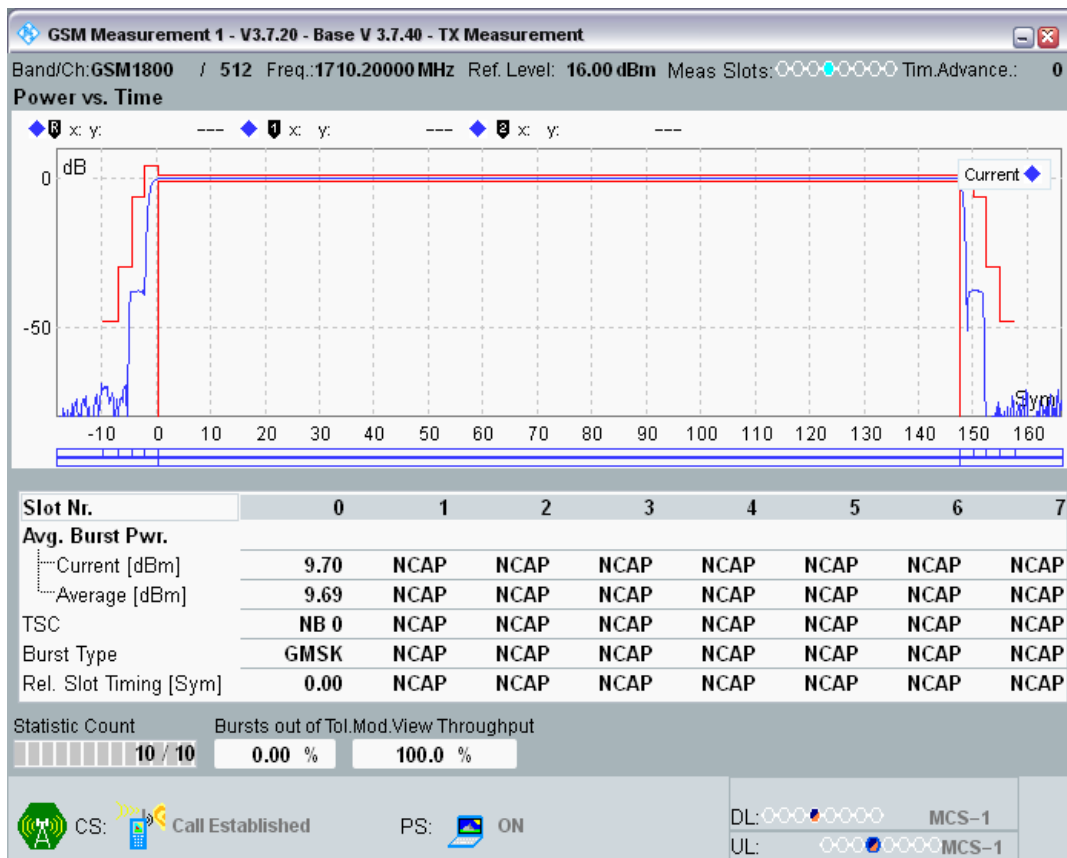 GSM Measurement 1 - V3.7.20 - Base V 3.7.40 - TX Measurement
Band/Ch:GSM1800 / 512 Freq.:1710.20000 MHz Ref. Level: 16.00 dBm Meas Slots: Tim.Advance.: 0
Power vs. Time
R x: y: --- 1 x: y: --- 2 x: y: ---
dB
Current
0
-50
Sym
-10 0 10 20 30 40 50 60 70 80 90 100 110 120 130 140 150 160
Slot Nr. 0 1 2 3 4 5 6 7
Avg. Burst Pwr.
Current [dBm] 9.70 NCAP NCAP NCAP NCAP NCAP NCAP NCAP
Average [dBm] 9.69 NCAP NCAP NCAP NCAP NCAP NCAP NCAP
TSC NB 0 NCAP NCAP NCAP NCAP NCAP NCAP NCAP
Burst Type GMSK NCAP NCAP NCAP NCAP NCAP NCAP NCAP
Rel. Slot Timing [Sym] 0.00 NCAP NCAP NCAP NCAP NCAP NCAP NCAP
Statistic Count Bursts out of Tol.Mod.View Throughput
10 / 10 0.00 % 100.0 %
CS: Call Established PS: ON
DL: MCS-1
UL: MCS-1